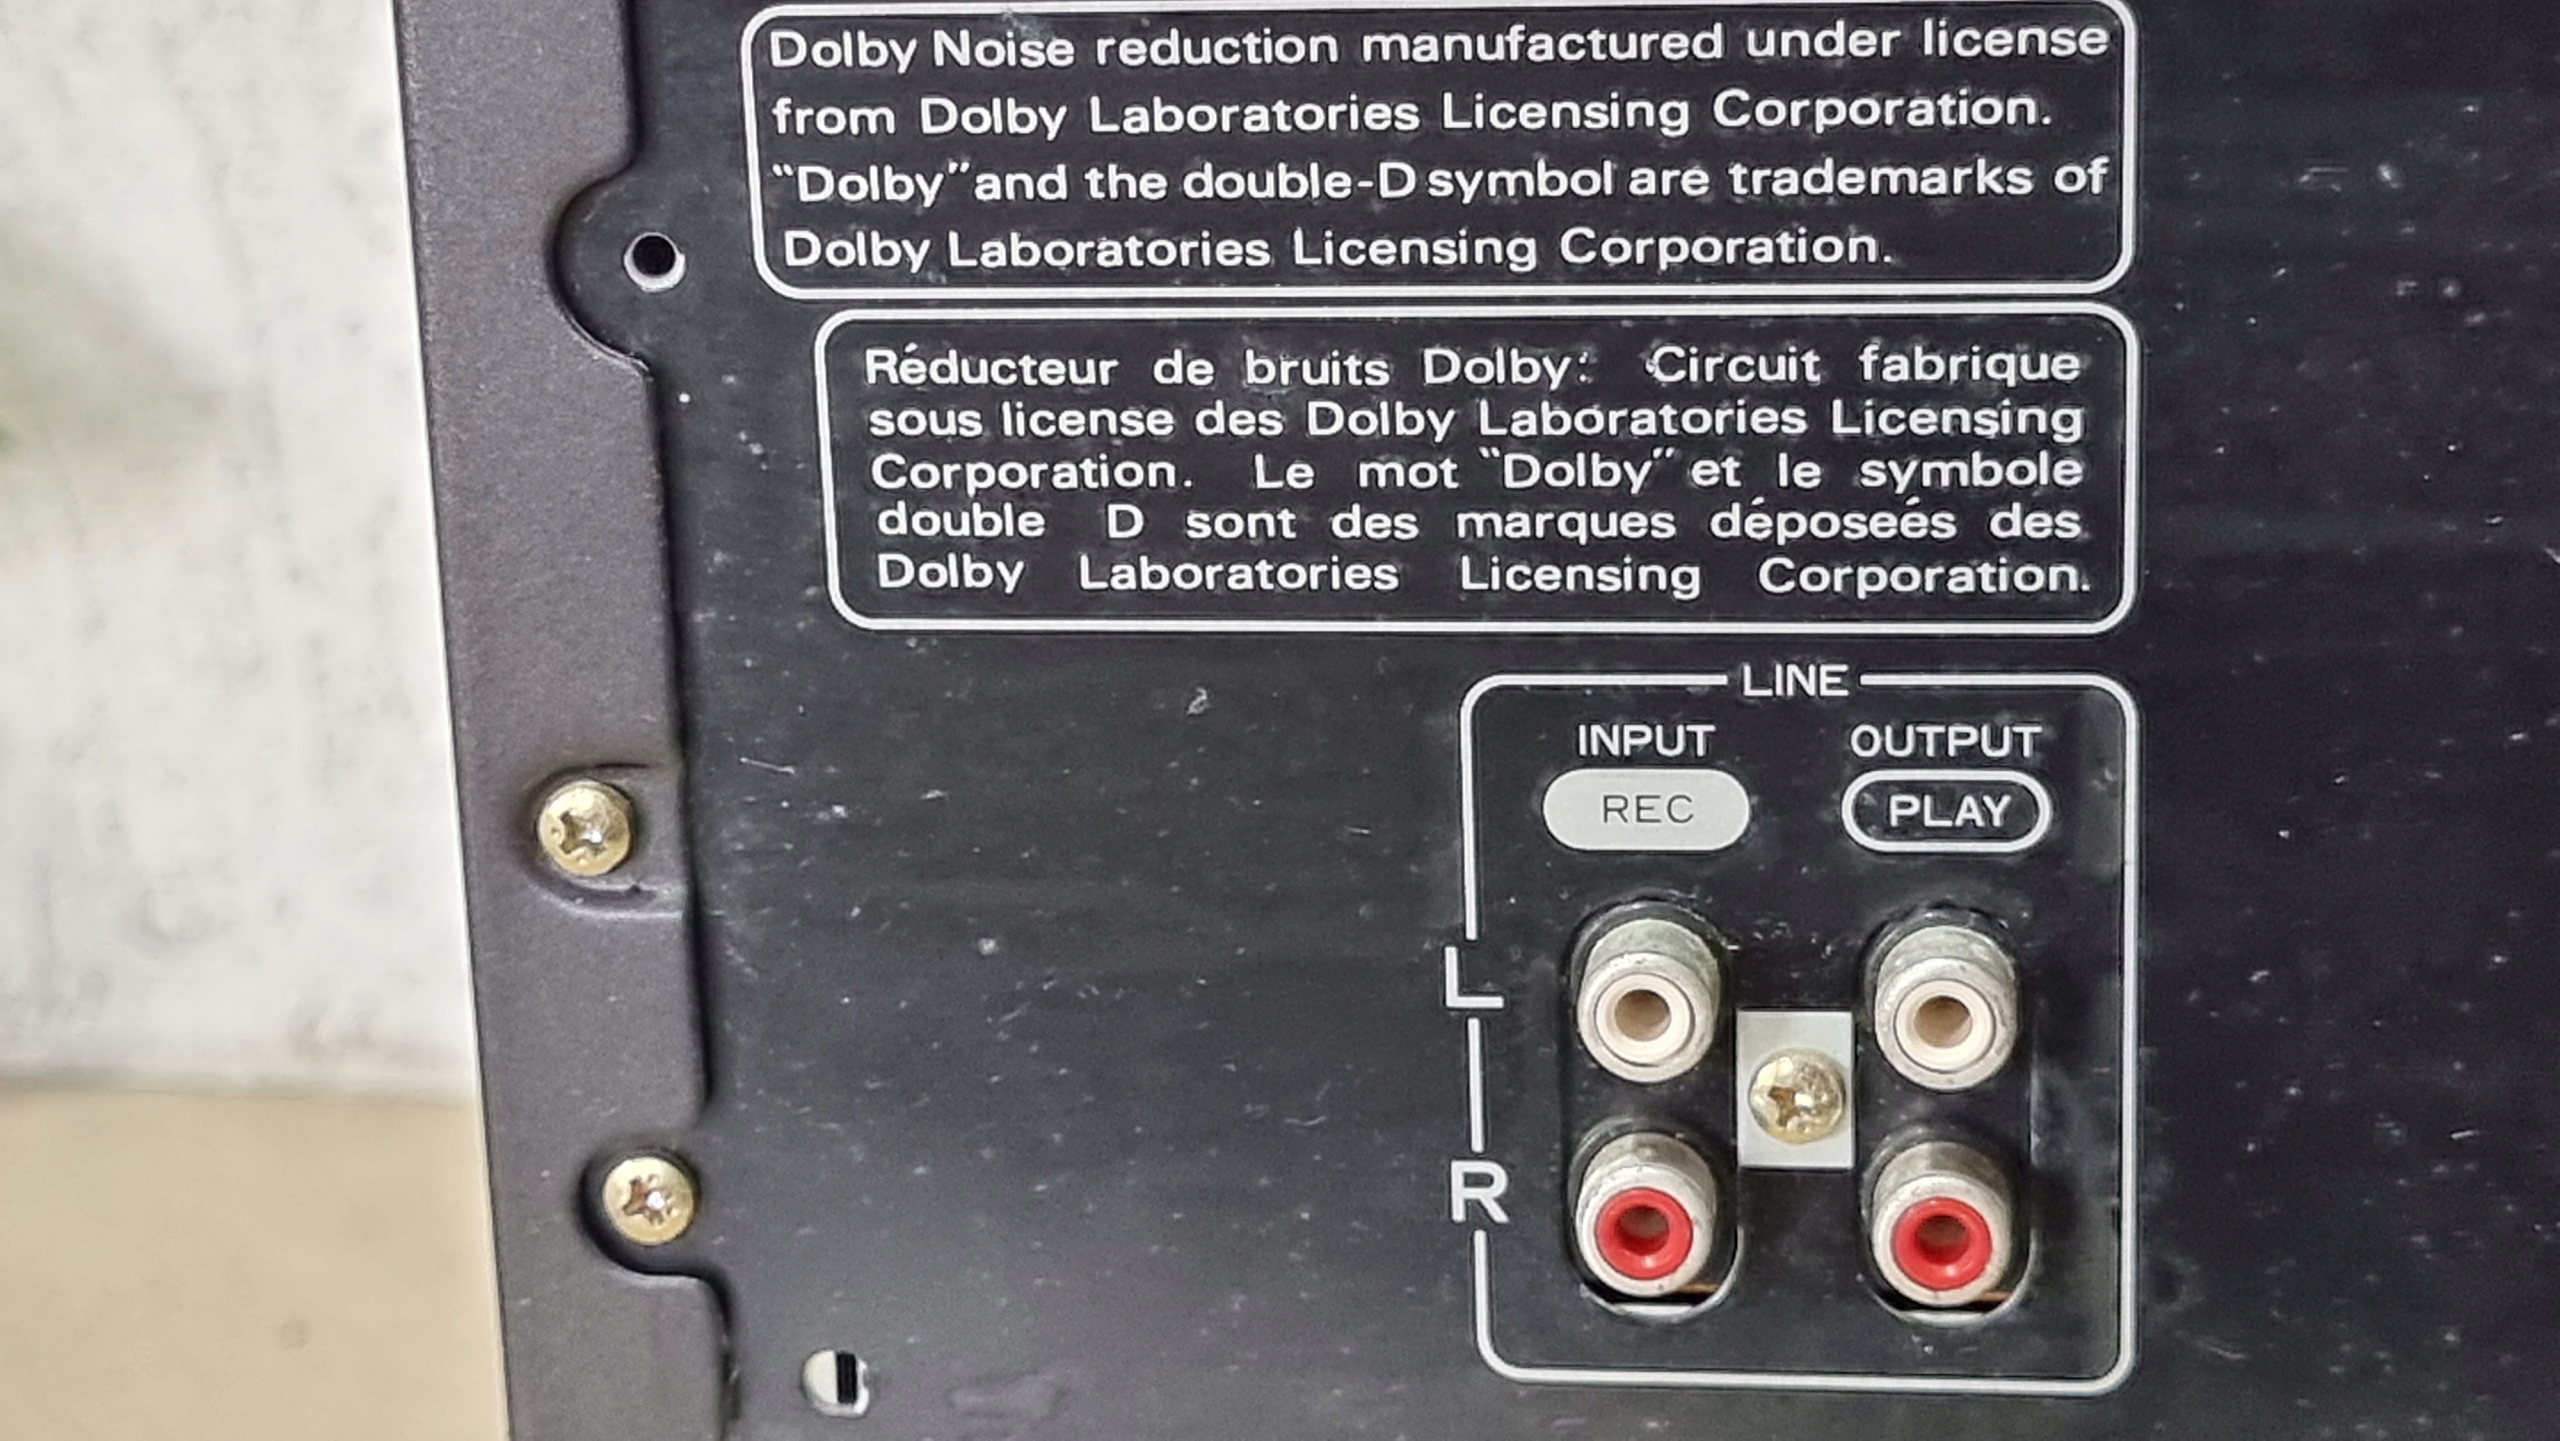 Dolby Noise reduction manufactured under license
from Dolby Laboratories Licensing Corporation.
"Dolby" and the double-D symbol are trademarks of
Dolby Laboratories Licensing Corporation.
Réducteur de bruits Dolby: Circuit fabrique
sous license des Dolby Laboratories Licensing
Corporation. Le mot "Dolby" et le symbole
double D sont des marques déposeés des
Dolby Laboratories Licensing Corporation.
LINE
INPUT OUTPUT
REC PLAY
L
R